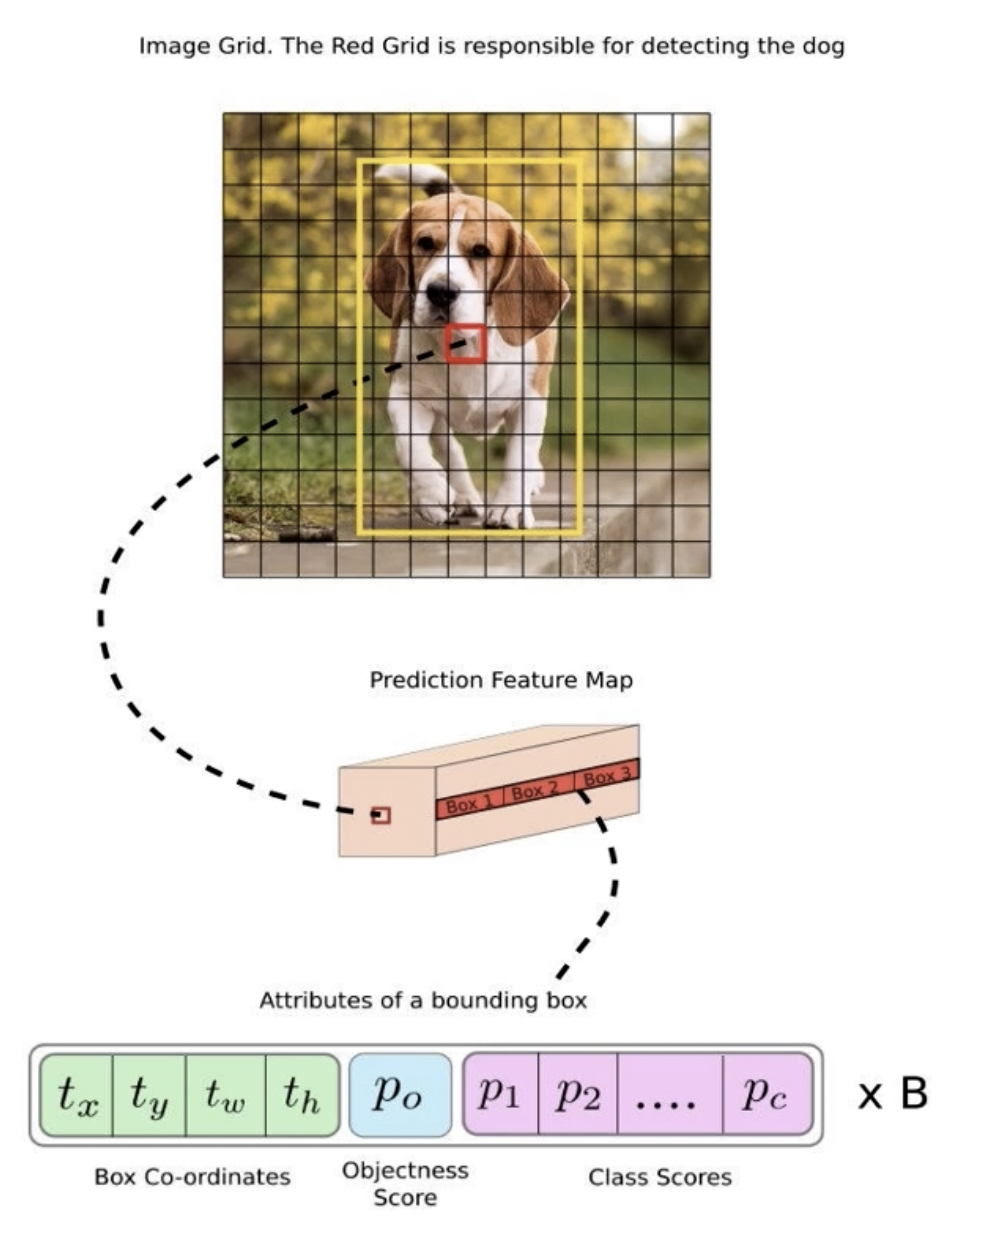 Image Grid. The Red Grid is responsible for detecting the dog
Prediction Feature Map
Box 1 Box 2 Box 3
Attributes of a bounding box
t_x t_y t_w t_h p_o p_1 p_2 .... p_c x B
Box Co-ordinates
Objectness
Score
Class Scores